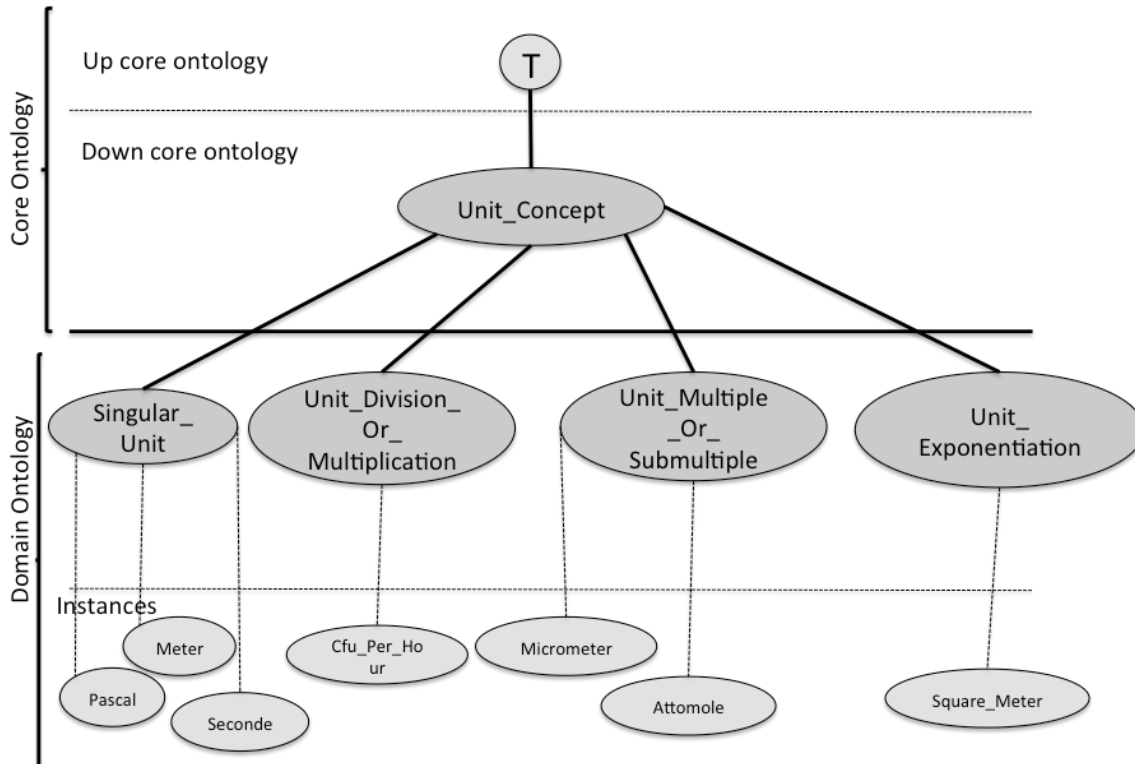 Core Ontology
Up core ontology
T
Down core ontology
Unit_Concept
Domain Ontology
Singular_
Unit
Unit_Division_
Or_
Multiplication
Unit_Multiple
_Or_
Submultiple
Unit_
Exponentiation
Instances
Meter
Pascal
Seconde
Cfu_Per_Ho
ur
Micrometer
Attomole
Square_Meter